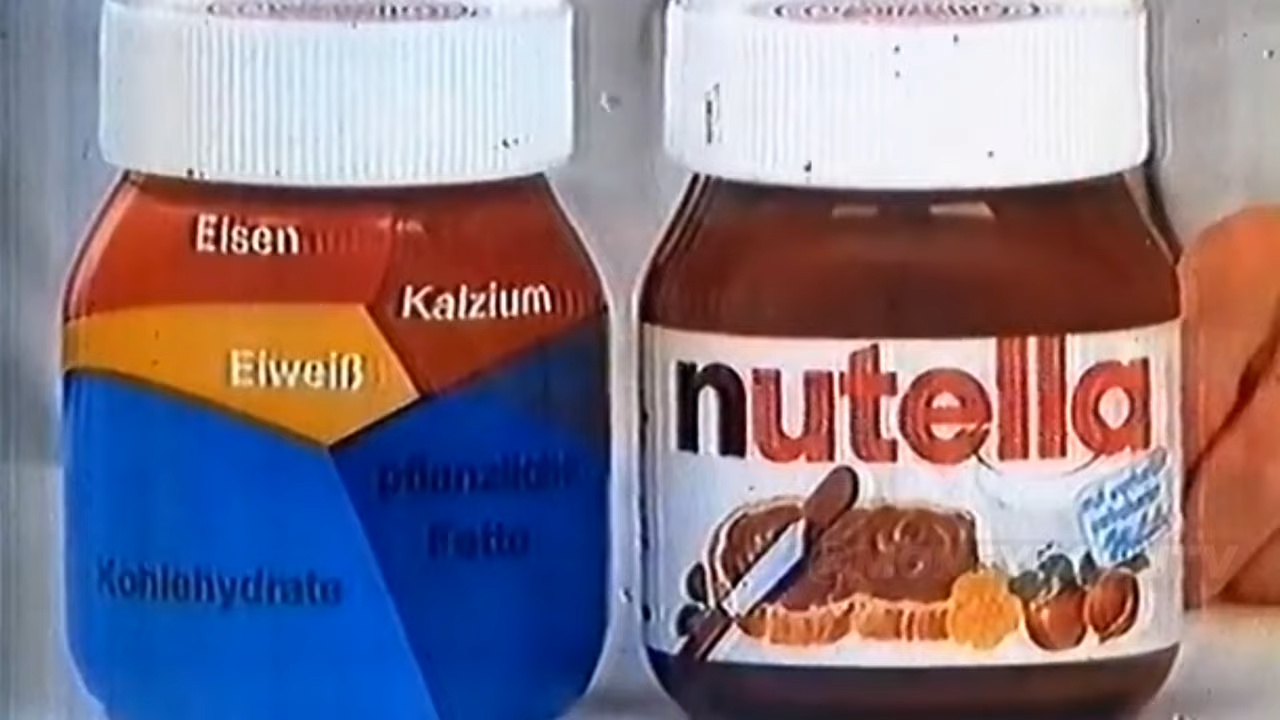 Eisen
Kalzium
Eiweiß
Kohlehydrate
pflanzliche
Fette
nutella